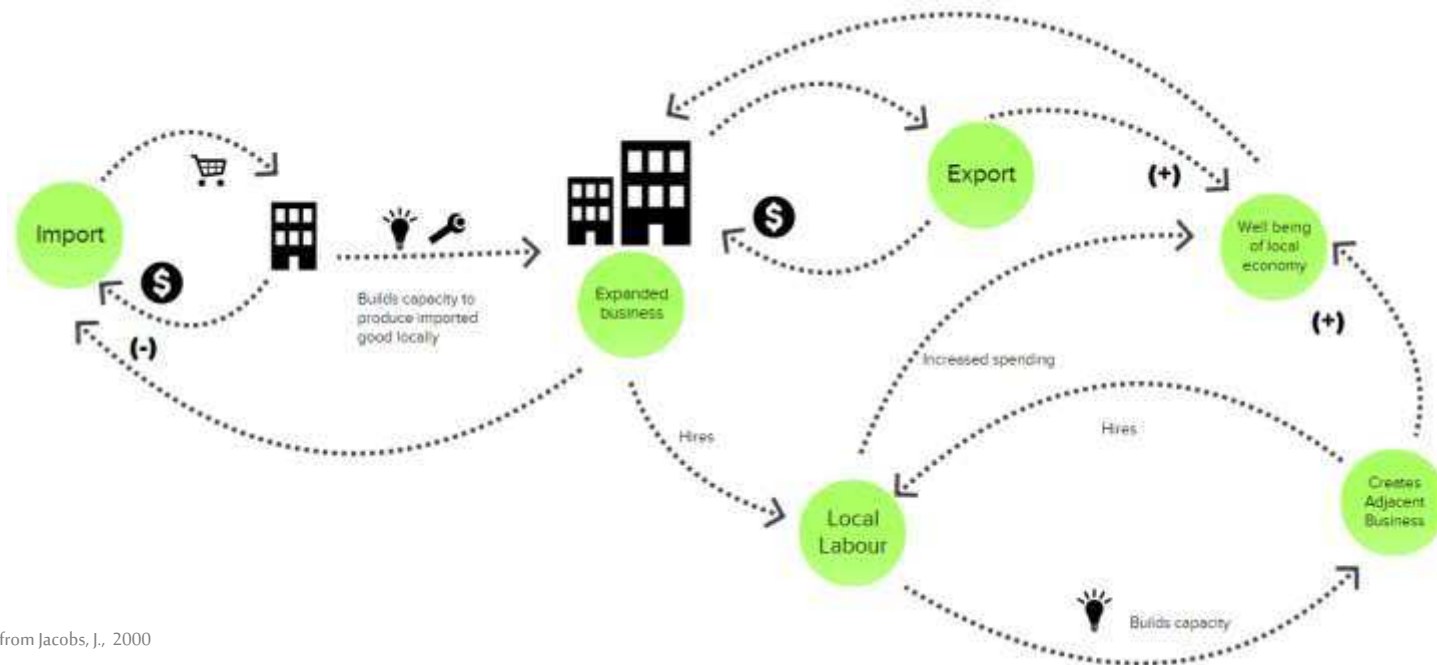 Import
$
(-)
Builds capacity to
produce imported
good locally
Expanded
business
$
Export
(+)
Well being
of local
economy
(+)
Increased spending
Hires
Hires
Local
Labour
Creates
Adjacent
Business
Builds capacity
from Jacobs, J., 2000